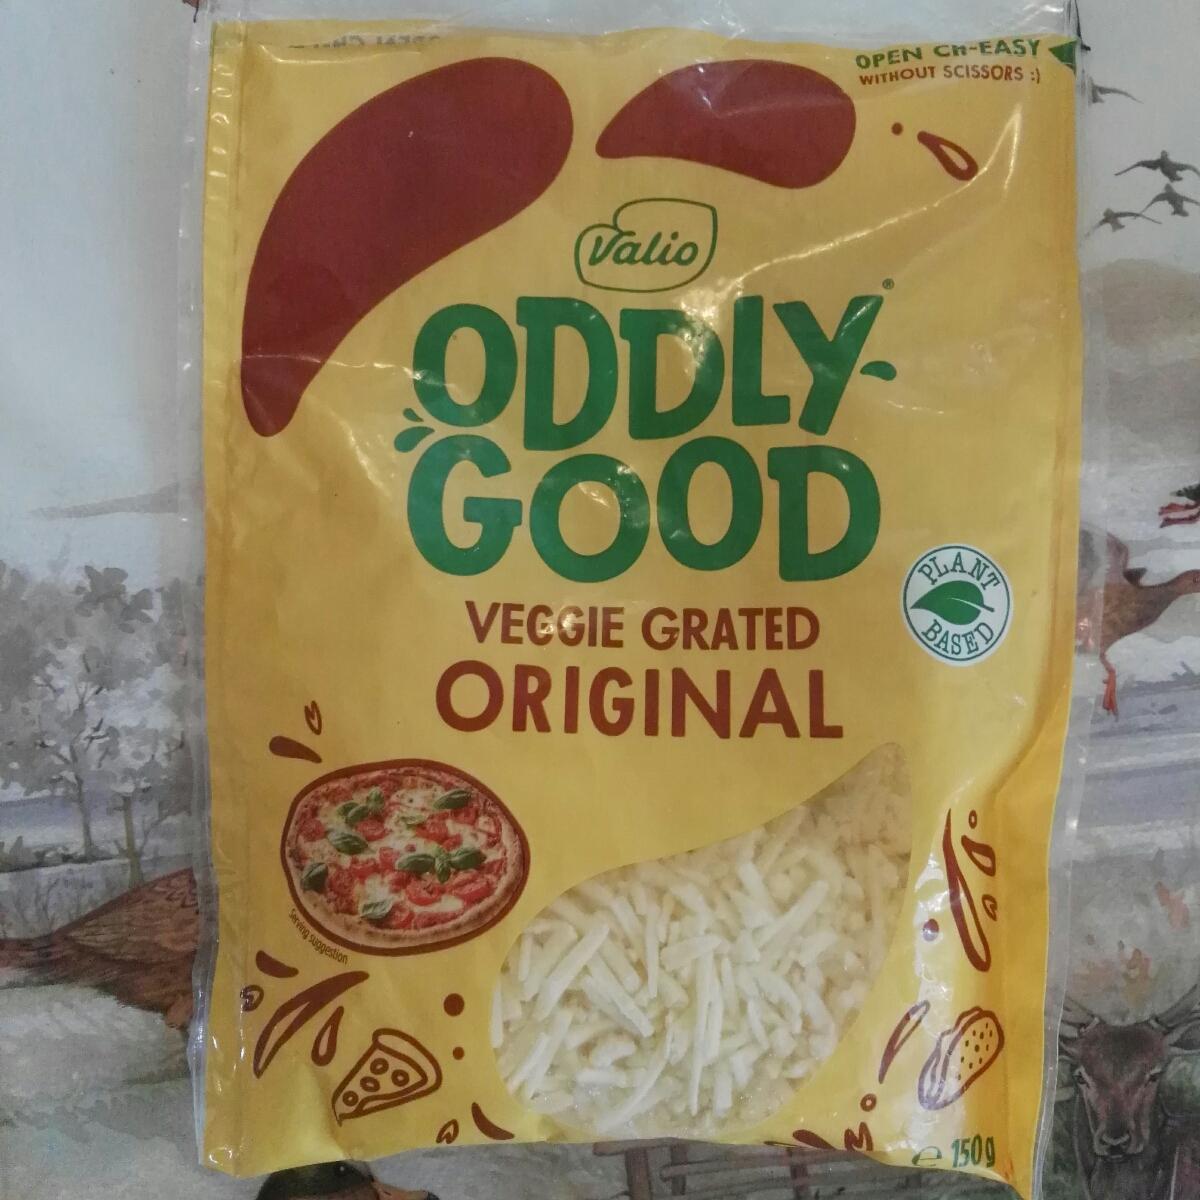 OPEN CH-EASY
WITHOUT SCISSORS :)
Valio
ODDLY
GOOD
®
VEGGIE GRATED
ORIGINAL
PLANT
BASED
serving suggestion
e 150g